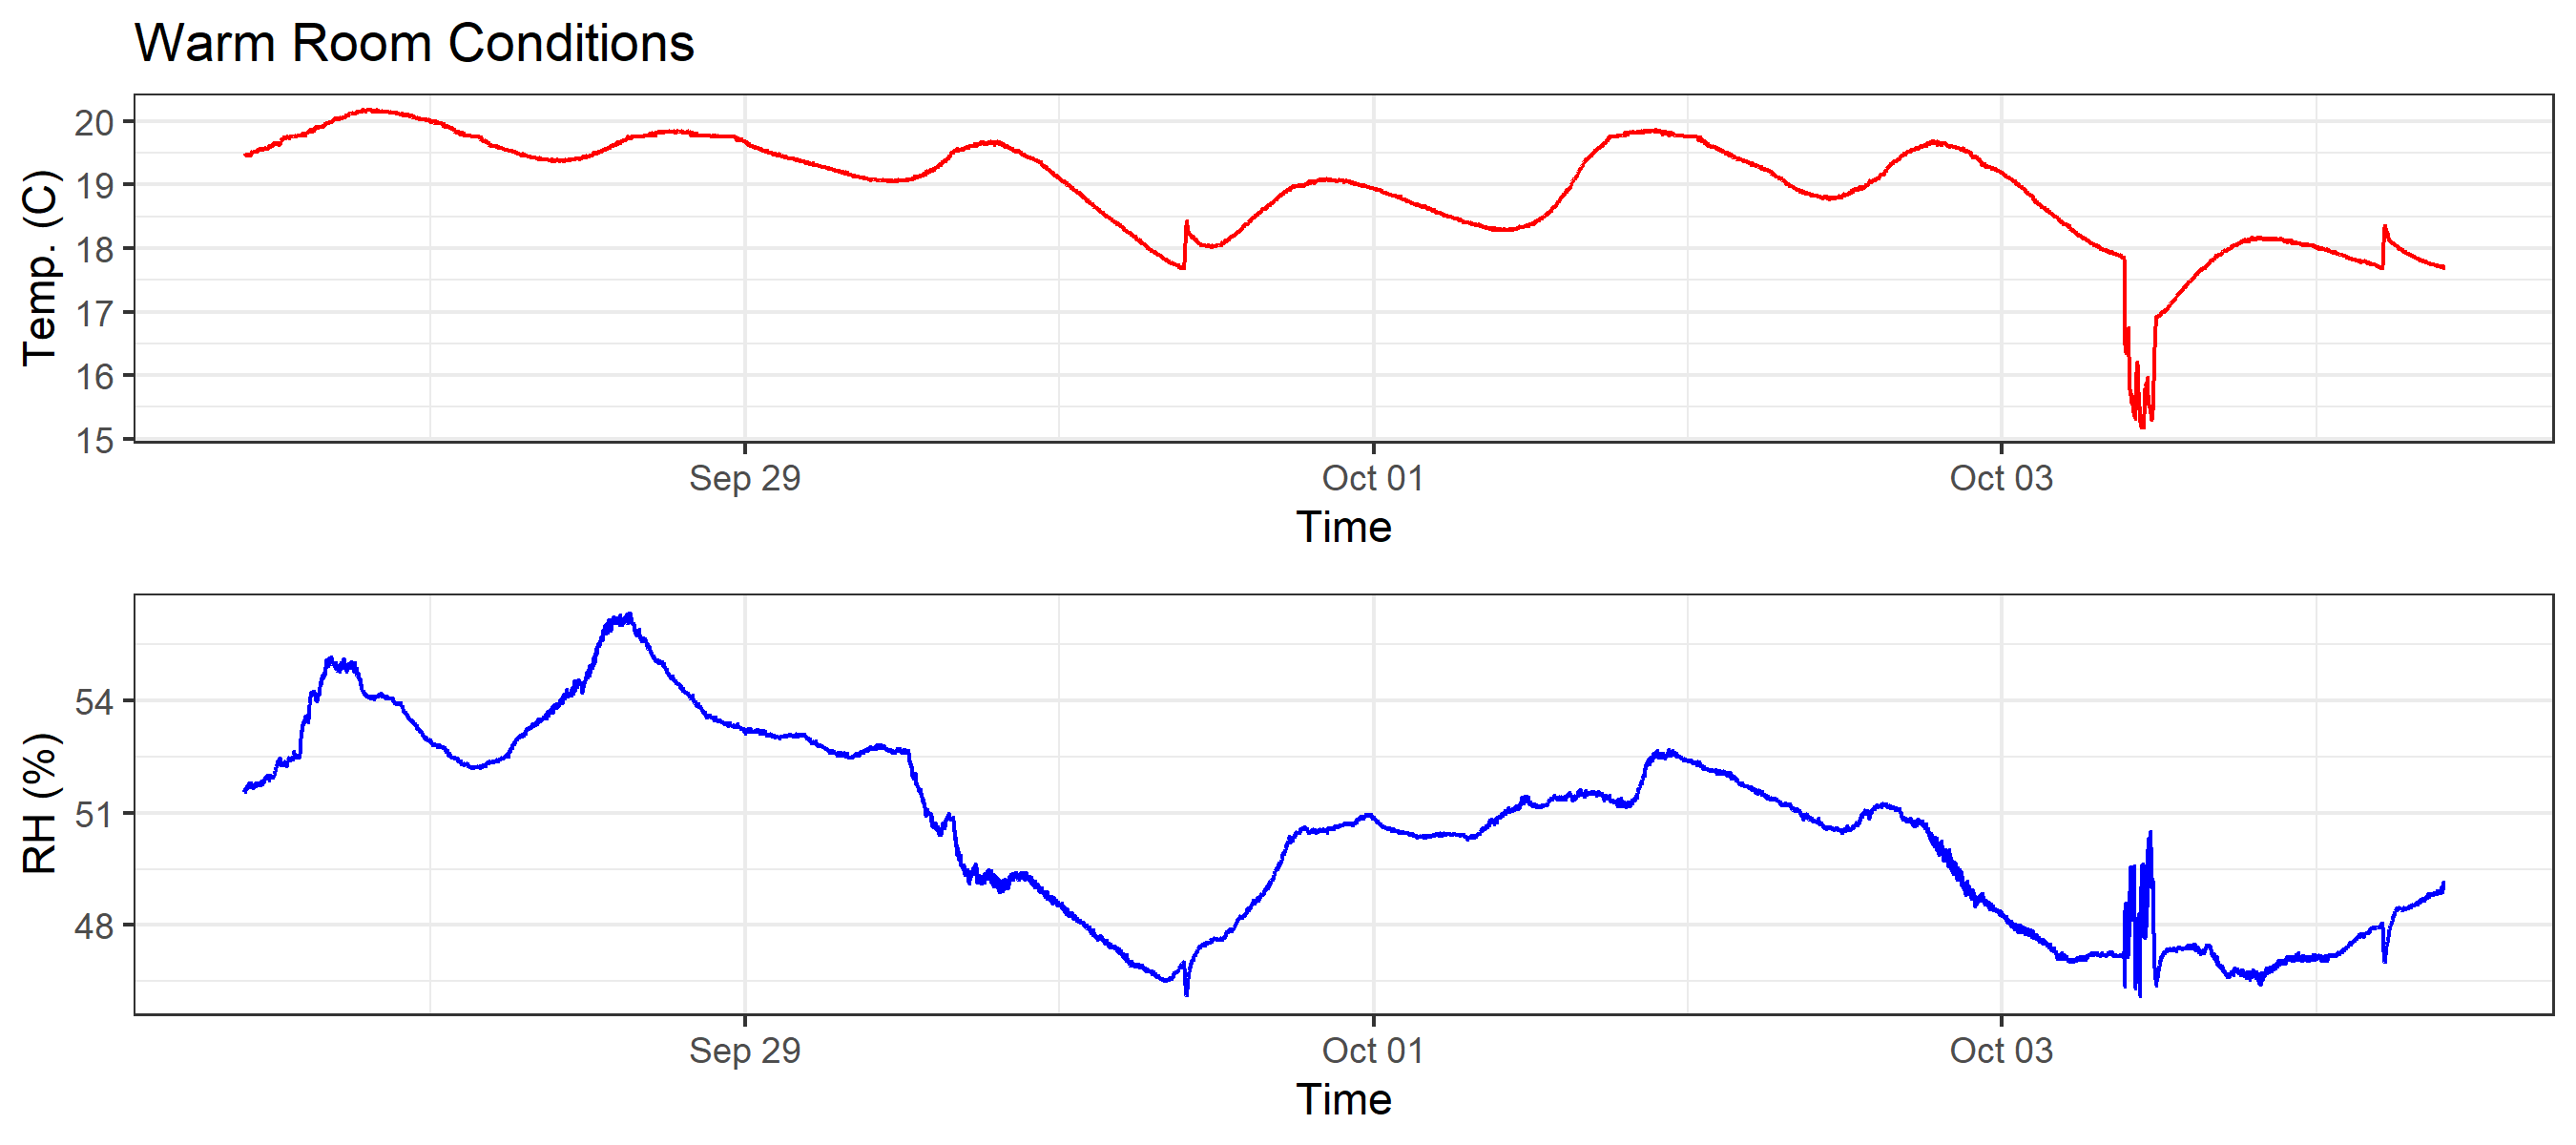 Warm Room Conditions
Temp. (C)
20
19
18
17
16
15
Sep 29 Oct 01 Oct 03
Time
RH (%)
54
51
48
Sep 29 Oct 01 Oct 03
Time